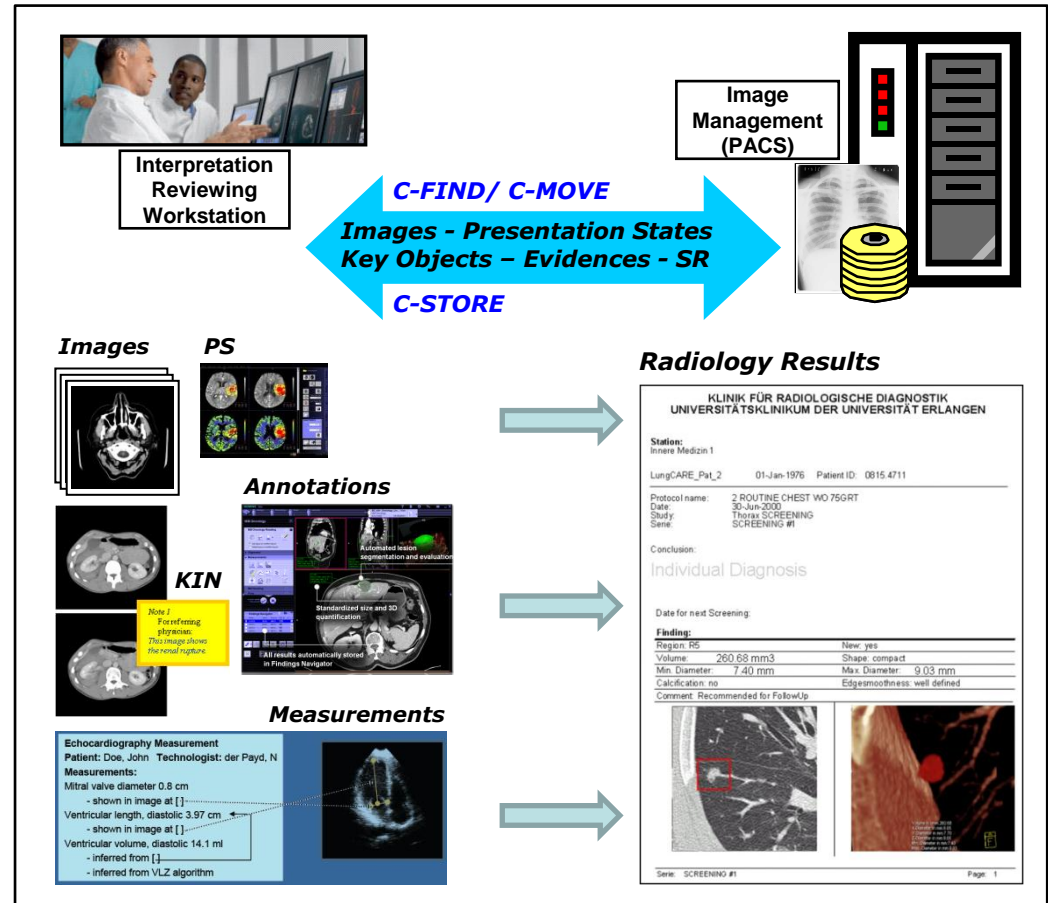 Interpretation
Reviewing
Workstation
Image
Management
(PACS)
C-FIND/ C-MOVE
Images - Presentation States
Key Objects – Evidences - SR
C-STORE
Images
PS
KIN
Note 1
For referring
physician:
This image shows
the renal rupture.
Annotations
Automated lesion
segmentation and evaluation
Standardized size and 3D
quantification
All results automatically stored
in Findings Navigator
Measurements
Echocardiography Measurement
Patient: Doe, John Technologist: der Payd, N
Measurements:
Mitral valve diameter 0.8 cm
- shown in image at [·]
Ventricular length, diastolic 3.97 cm
- shown in image at [ ]
Ventricular volume, diastolic 14.1 ml
- inferred from [·]
- inferred from VLZ algorithm
Radiology Results
KLINIK FÜR RADIOLOGISCHE DIAGNOSTIK
UNIVERSITÄTSKLINIKUM DER UNIVERSITÄT ERLANGEN
Station:
Innere Medizin 1
LungCARE_Pat_2 01-Jan-1976 Patient ID: 0815.4711
Protocol name: 2 ROUTINE CHEST WO 75GRT
Date: 30-Jun-2000
Study: Thorax SCREENING
Serie: SCREENING #1
Conclusion:
Individual Diagnosis
Date for next Screening:
Finding:
Region: R5 New: yes
Volume: 260.68 mm3 Shape: compact
Min. Diameter: 7.40 mm Max. Diameter: 9.03 mm
Calcification: no Edgesmoothness: well defined
Comment: Recommended for FollowUp
Serie: SCREENING #1 Page: 1